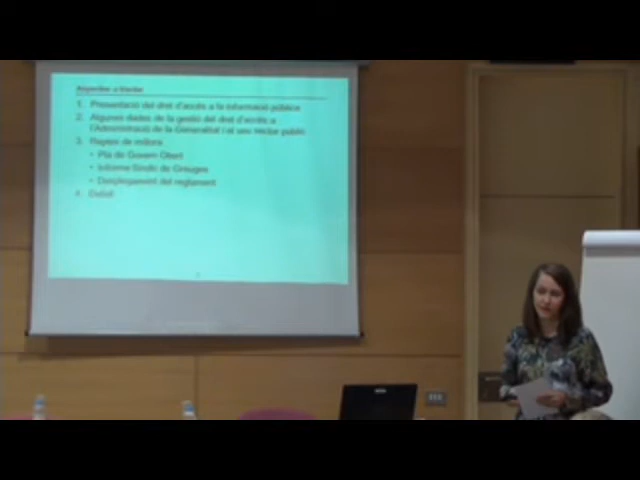 Aspectes a tractar
1. Presentació del dret d'accés a la informació pública
2. Algunes dades de la gestió del dret d'accés a
l'Administració de la Generalitat i el seu sector públic
3. Reptes de millora
• Pla de Govern Obert
• Informe Síndic de Greuges
• Desplegament del reglament
4. Debat